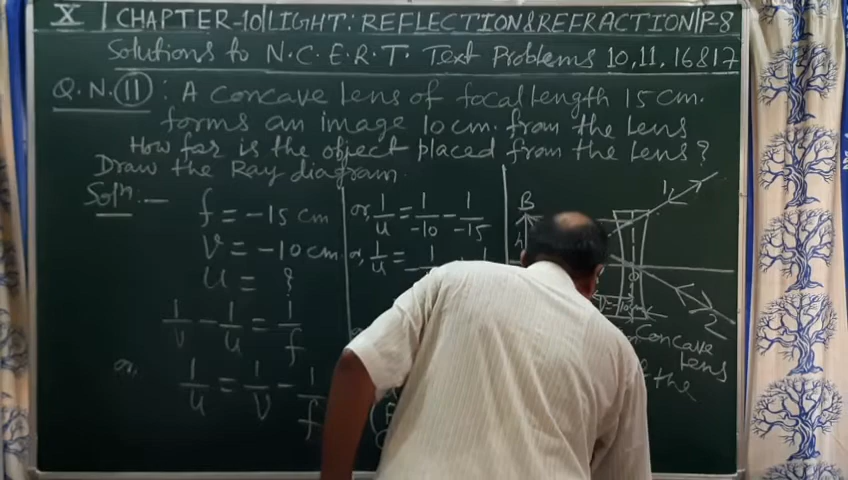 X | CHAPTER-10|LIGHT: REFLECTION & REFRACTION|P-8
Solutions to N.C.E.R.T. Text Problems 10, 11, 16 & 17
Q.N. 11 : A concave lens of focal length 15 cm.
forms an image 10 cm. from the lens
How far is the object placed from the lens?
Draw the Ray diagram.
Solⁿ:—
f = -15 cm
V = -10 cm
u = ?
1/v - 1/u = 1/f
or, 1/u = 1/v - 1/f
or, 1/u = 1/-10 - 1/-15
or, 1/u =
B
1
O
2
Concave
lens
the